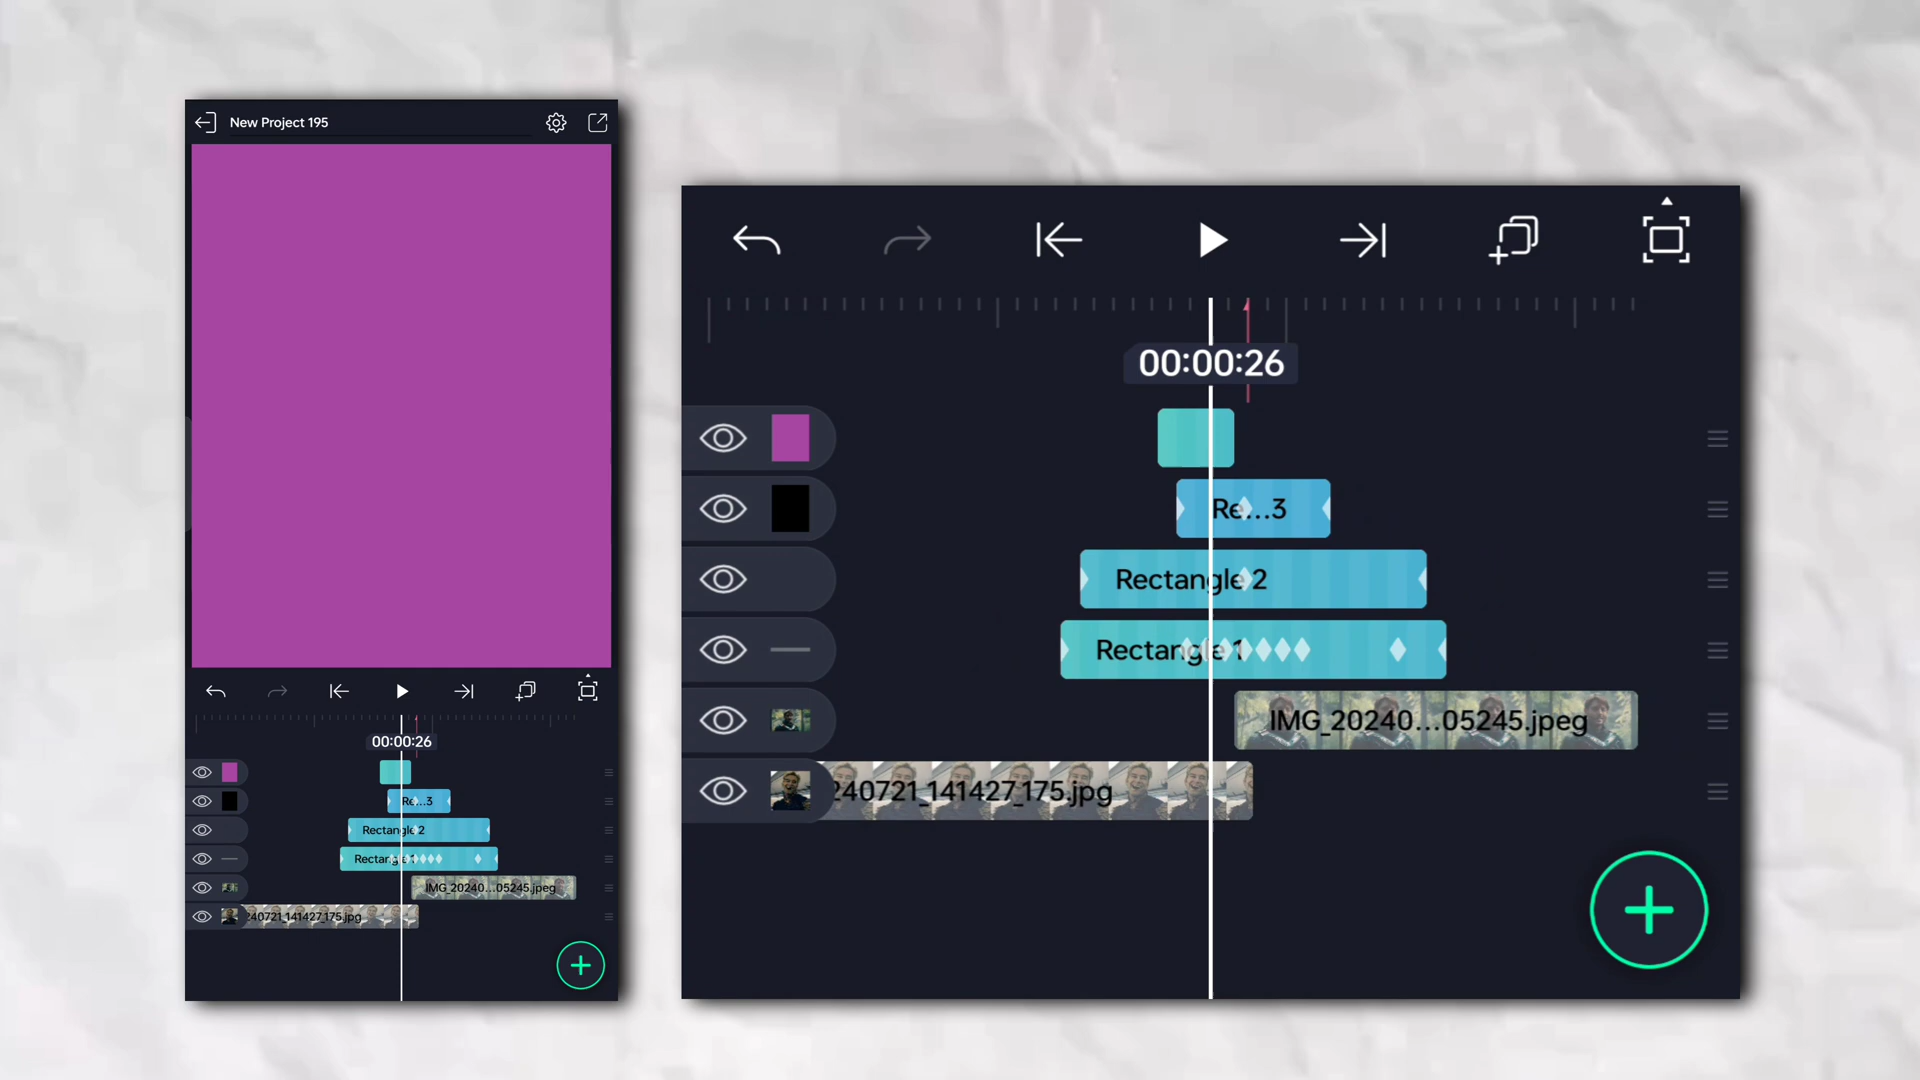 New Project 195
00:00:26
Re...3
Rectangle 2
Rectangle 1
IMG_20240...05245.jpeg
240721_141427_175.jpg
00:00:26
Re...3
Rectangle 2
Rectangle 1
IMG_20240...05245.jpeg
240721_141427_175.jpg